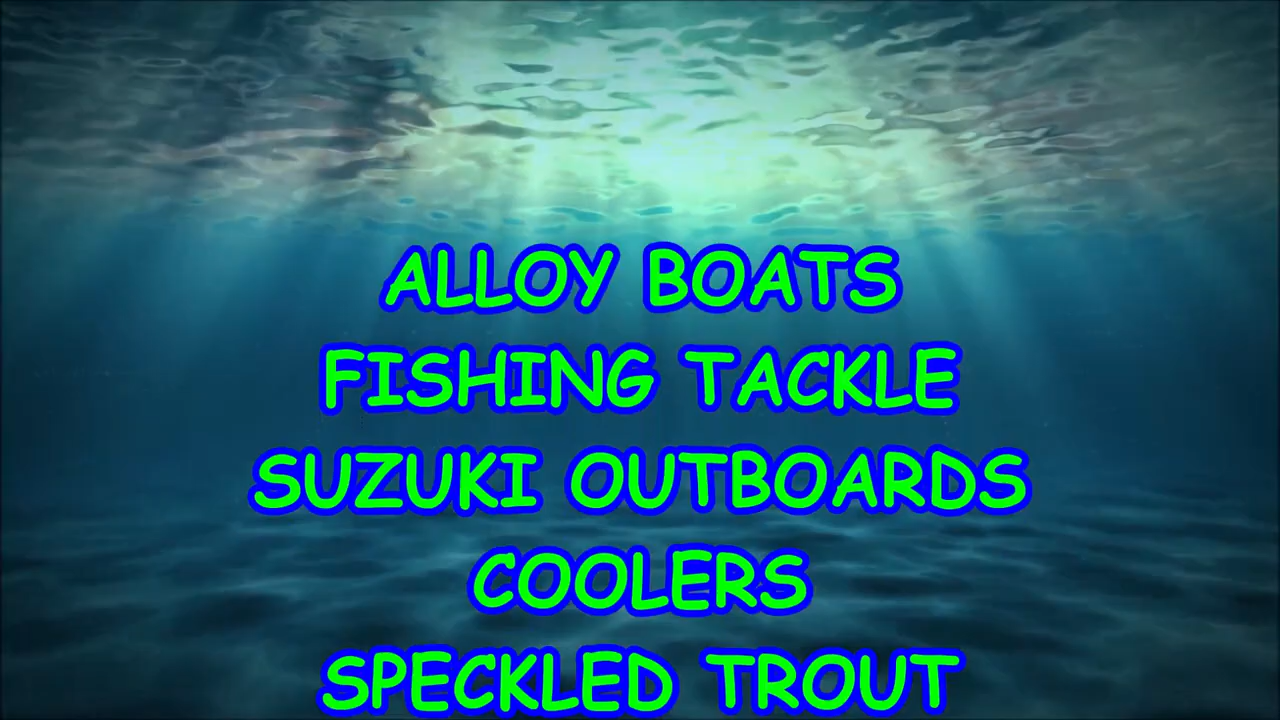 ALLOY BOATS
FISHING TACKLE
SUZUKI OUTBOARDS
COOLERS
SPECKLED TROUT